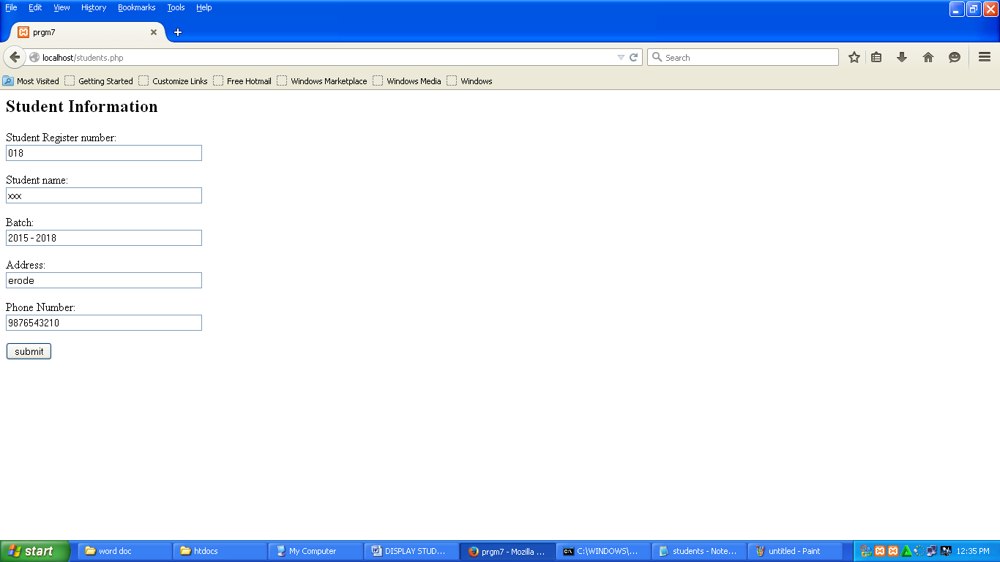 File Edit View History Bookmarks Tools Help
prgm7
localhost/students.php
Search
Most Visited Getting Started Customize Links Free Hotmail Windows Marketplace Windows Media Windows
Student Information
Student Register number:
018
Student name:
xxx
Batch:
2015 - 2018
Address:
erode
Phone Number:
9876543210
submit
start word doc htdocs My Computer DISPLAY STUD... prgm7 - Mozilla ... C:\WINDOWS\... students - Note... untitled - Paint 12:35 PM